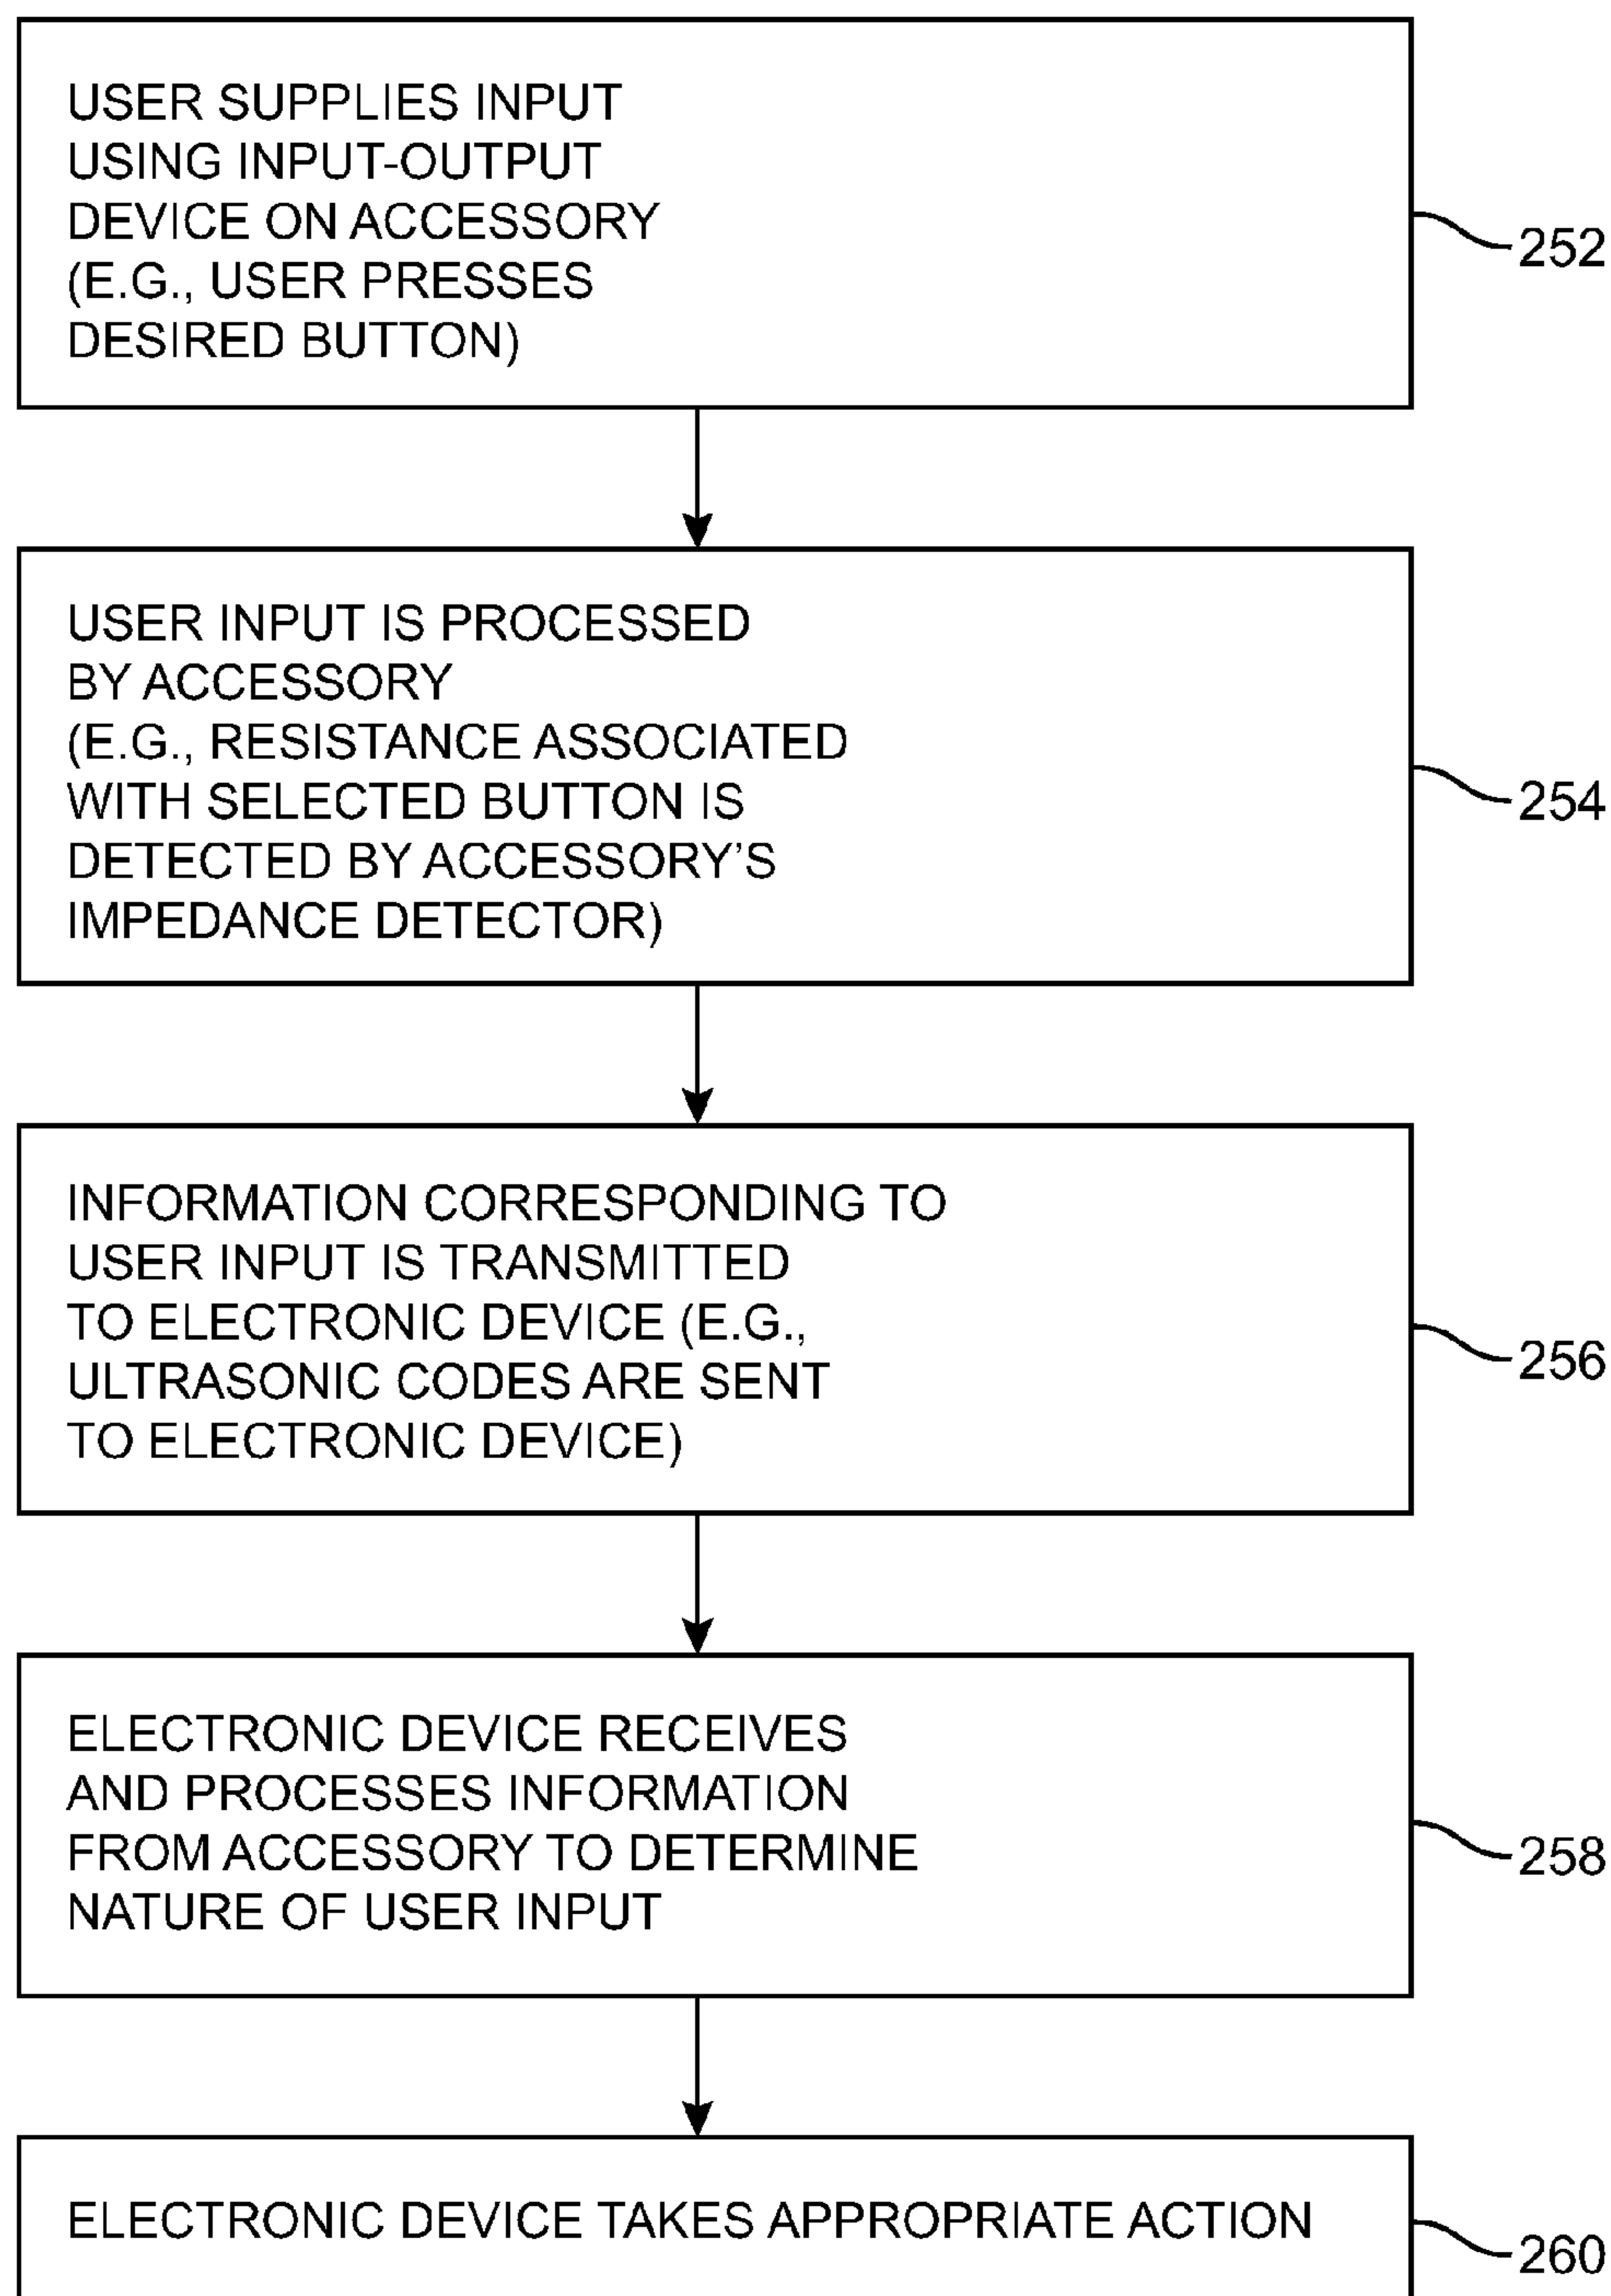 USER SUPPLIES INPUT
USING INPUT-OUTPUT
DEVICE ON ACCESSORY
(E.G., USER PRESSES
DESIRED BUTTON)
252
USER INPUT IS PROCESSED
BY ACCESSORY
(E.G., RESISTANCE ASSOCIATED
WITH SELECTED BUTTON IS
DETECTED BY ACCESSORY'S
IMPEDANCE DETECTOR)
254
INFORMATION CORRESPONDING TO
USER INPUT IS TRANSMITTED
TO ELECTRONIC DEVICE (E.G.,
ULTRASONIC CODES ARE SENT
TO ELECTRONIC DEVICE)
256
ELECTRONIC DEVICE RECEIVES
AND PROCESSES INFORMATION
FROM ACCESSORY TO DETERMINE
NATURE OF USER INPUT
258
ELECTRONIC DEVICE TAKES APPROPRIATE ACTION
260